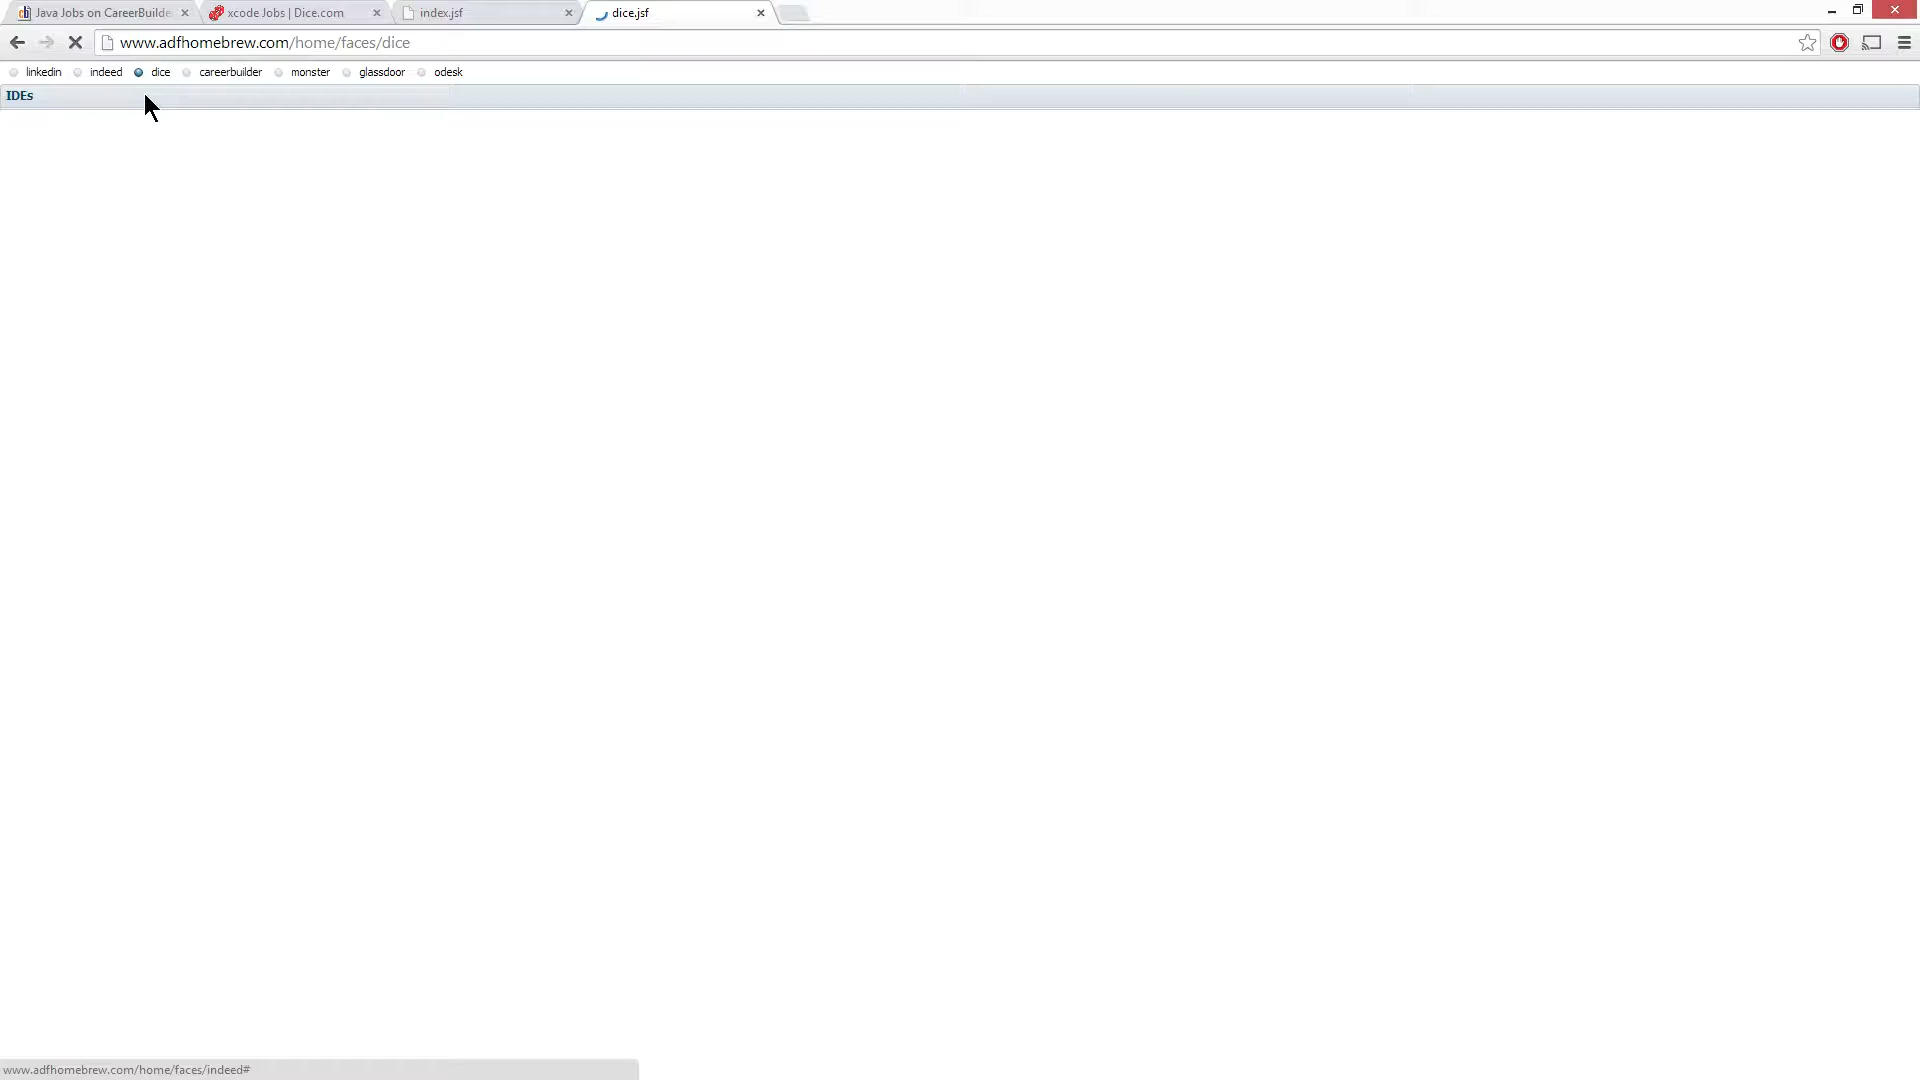 Java Jobs on CareerBuilde
xcode Jobs | Dice.com
index.jsf
dice.jsf
www.adfhomebrew.com/home/faces/dice
linkedin indeed dice careerbuilder monster glassdoor odesk
IDEs
www.adfhomebrew.com/home/faces/indeed#